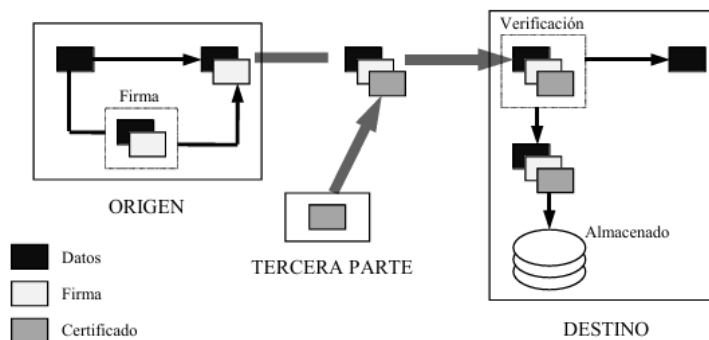 Verificación
Firma
ORIGEN
Datos
Firma
Certificado
TERCERA PARTE
Almacenado
DESTINO